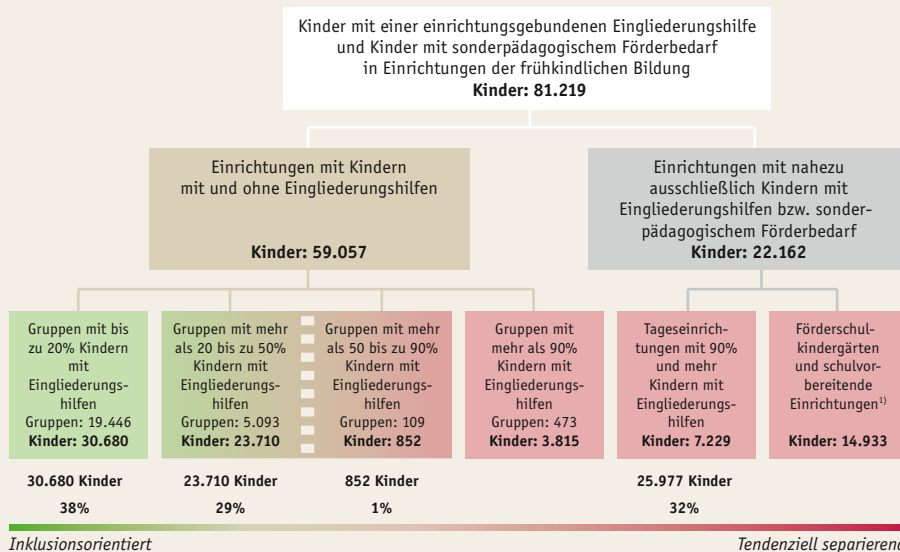 Kinder mit einer einrichtungsgebundenen Eingliederungshilfe
und Kinder mit sonderpädagogischem Förderbedarf
in Einrichtungen der frühkindlichen Bildung
Kinder: 81.219
Einrichtungen mit Kindern
mit und ohne Eingliederungshilfen
Kinder: 59.057
Einrichtungen mit nahezu
ausschließlich Kindern mit
Eingliederungshilfen bzw. sonder-
pädagogischem Förderbedarf
Kinder: 22.162
Gruppen mit bis
zu 20% Kindern
mit
Eingliederungs-
hilfen
Gruppen: 19.446
Kinder: 30.680
Gruppen mit mehr
als 20 bis zu 50%
Kindern mit
Eingliederungs-
hilfen
Gruppen: 5.093
Kinder: 23.710
Gruppen mit mehr
als 50 bis zu 90%
Kindern mit
Eingliederungs-
hilfen
Gruppen: 109
Kinder: 852
Gruppen mit
mehr als 90%
Kindern mit
Eingliederungs-
hilfen
Gruppen: 473
Kinder: 3.815
Tageseinrich-
tungen mit 90%
und mehr
Kindern mit
Eingliederungs-
hilfen
Kinder: 7.229
Förderschul-
kindergärten
und schulvor-
bereitende
Einrichtungen1)
Kinder: 14.933
30.680 Kinder
38%
23.710 Kinder
29%
852 Kinder
1%
25.977 Kinder
32%
Inklusionsorientiert
Tendenziell separierend